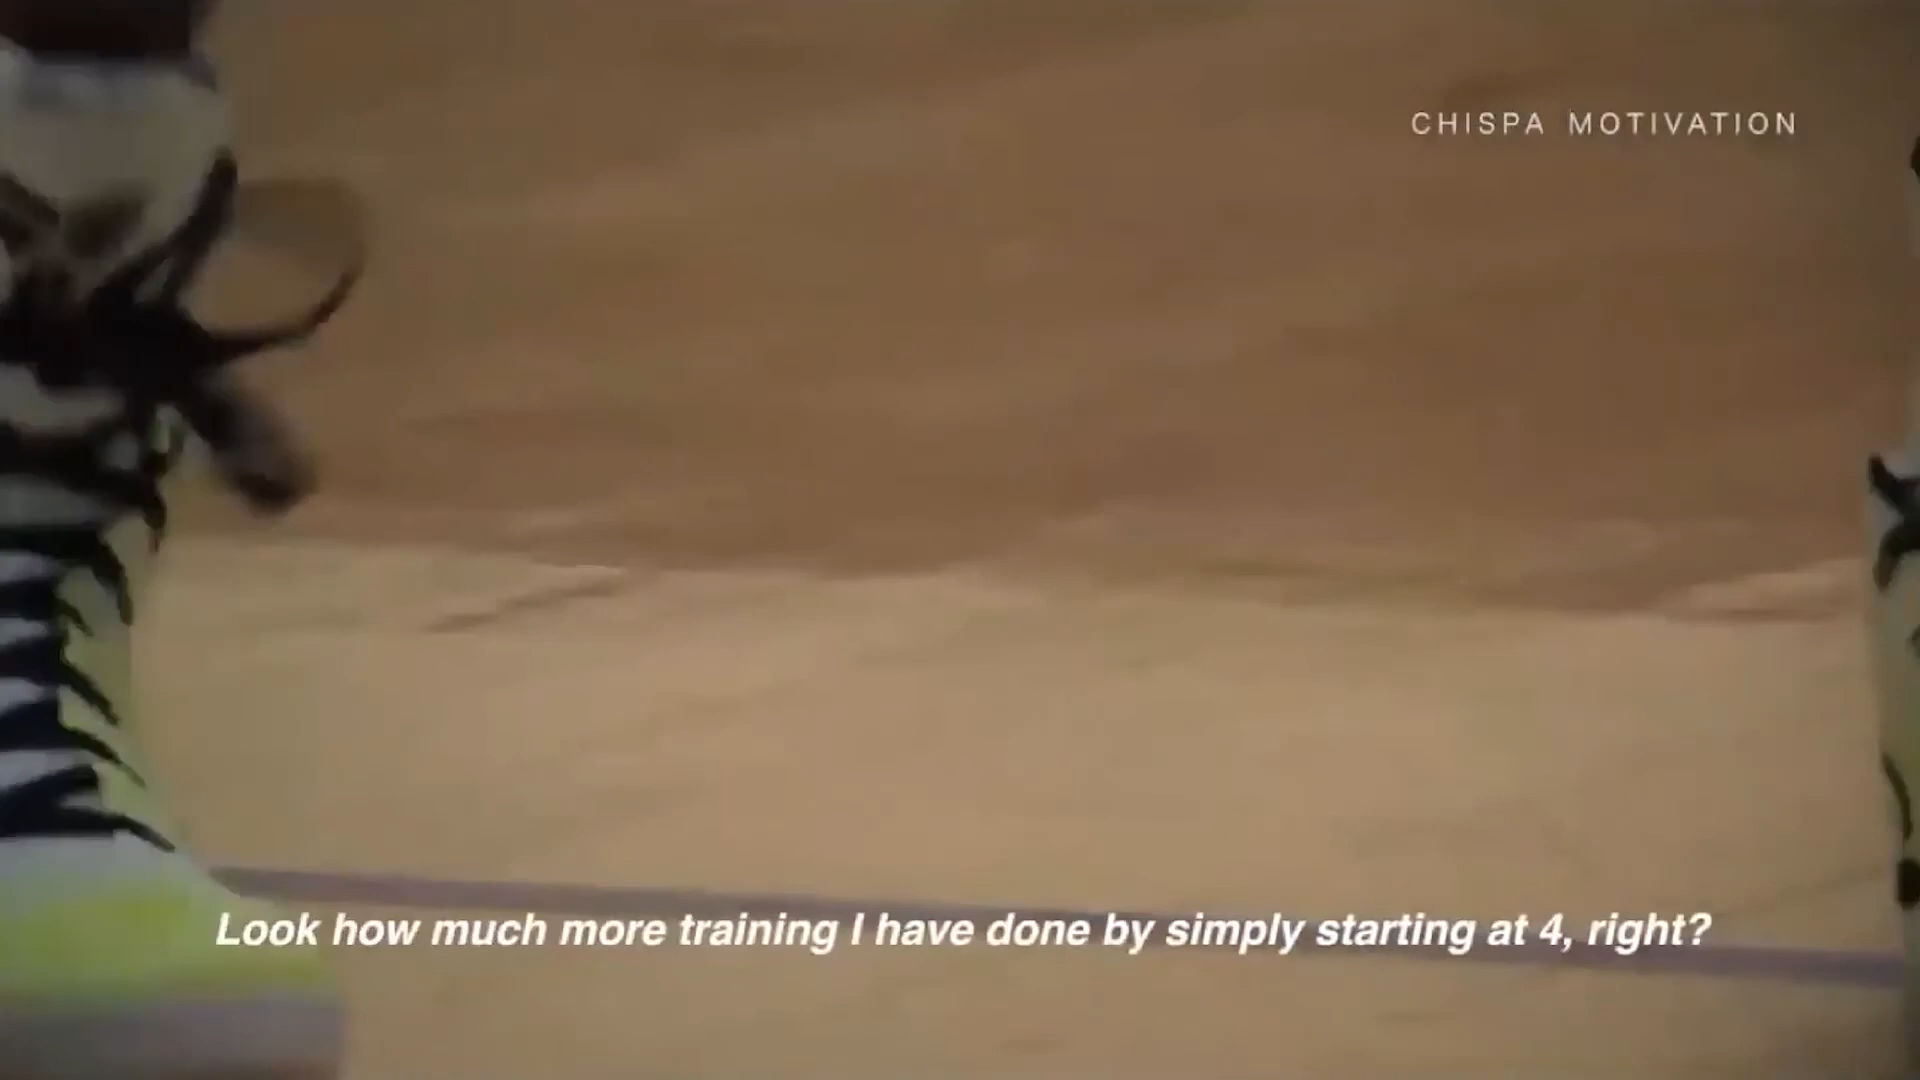 CHISPA MOTIVATION
Look how much more training I have done by simply starting at 4, right?